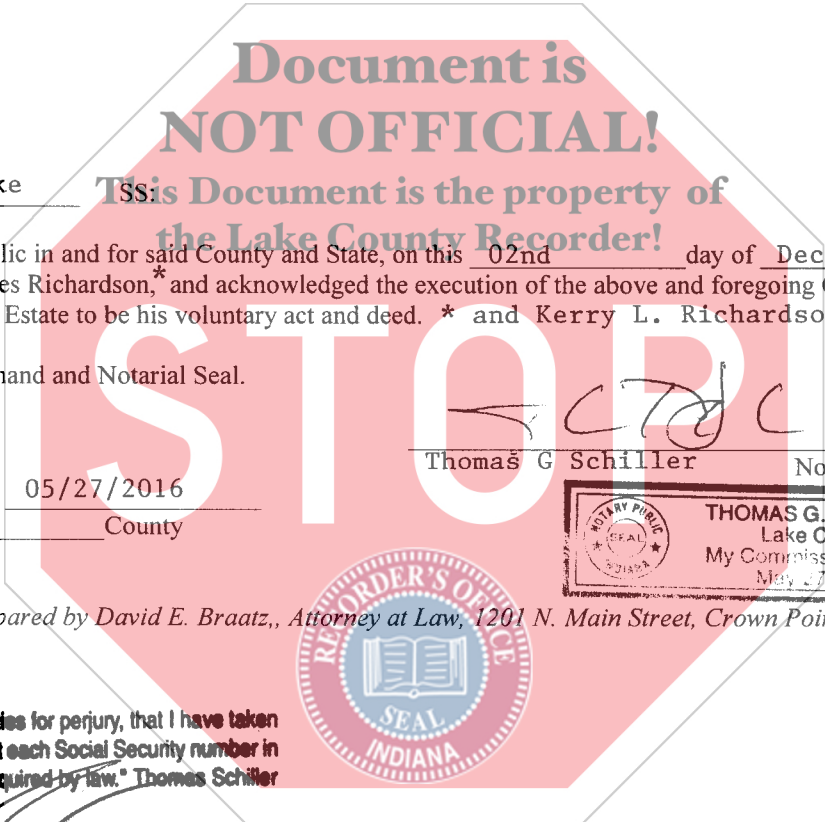 Document is
NOT OFFICIAL!
This Document is the property of
the Lake County Recorder!
ke SS:
lic in and for said County and State, on this 02nd day of Dec
es Richardson,* and acknowledged the execution of the above and foregoing
Estate to be his voluntary act and deed. * and Kerry L. Richardso
hand and Notarial Seal.
STOP
Thomas G Schiller No
05/27/2016
County
NOTARY PUBLIC
SEAL
INDIANA
THOMAS G.
Lake C
My Commiss
May 27
pared by David E. Braatz,, Attorney at Law, 1201 N. Main Street, Crown Poin
RECORDER'S OFFICE
SEAL
INDIANA
ies for perjury, that I have taken
t each Social Security number in
quired by law." Thomas Schiller